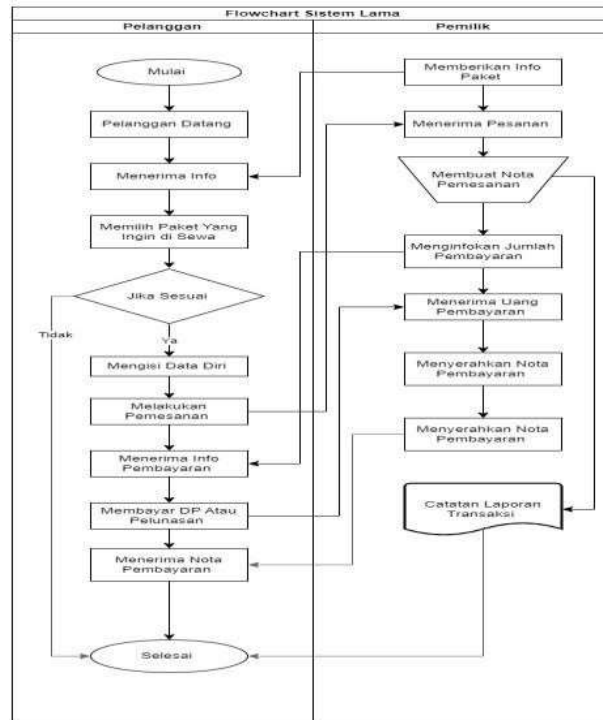 Flowchart Sistem Lama
Pelanggan
Pemilik
Mulai
Pelanggan Datang
Menerima Info
Memilih Paket Yang
Ingin di Sewa
Jika Sesuai
Tidak
Ya
Mengisi Data Diri
Melakukan
Pemesanan
Menerima Info
Pembayaran
Membayar DP Atau
Pelunasan
Menerima Nota
Pembayaran
Selesai
Memberikan Info
Paket
Menerima Pesanan
Membuat Nota
Pemesanan
Menginfokan Jumlah
Pembayaran
Menerima Uang
Pembayaran
Menyerahkan Nota
Pembayaran
Menyerahkan Nota
Pembayaran
Catatan Laporan
Transaksi